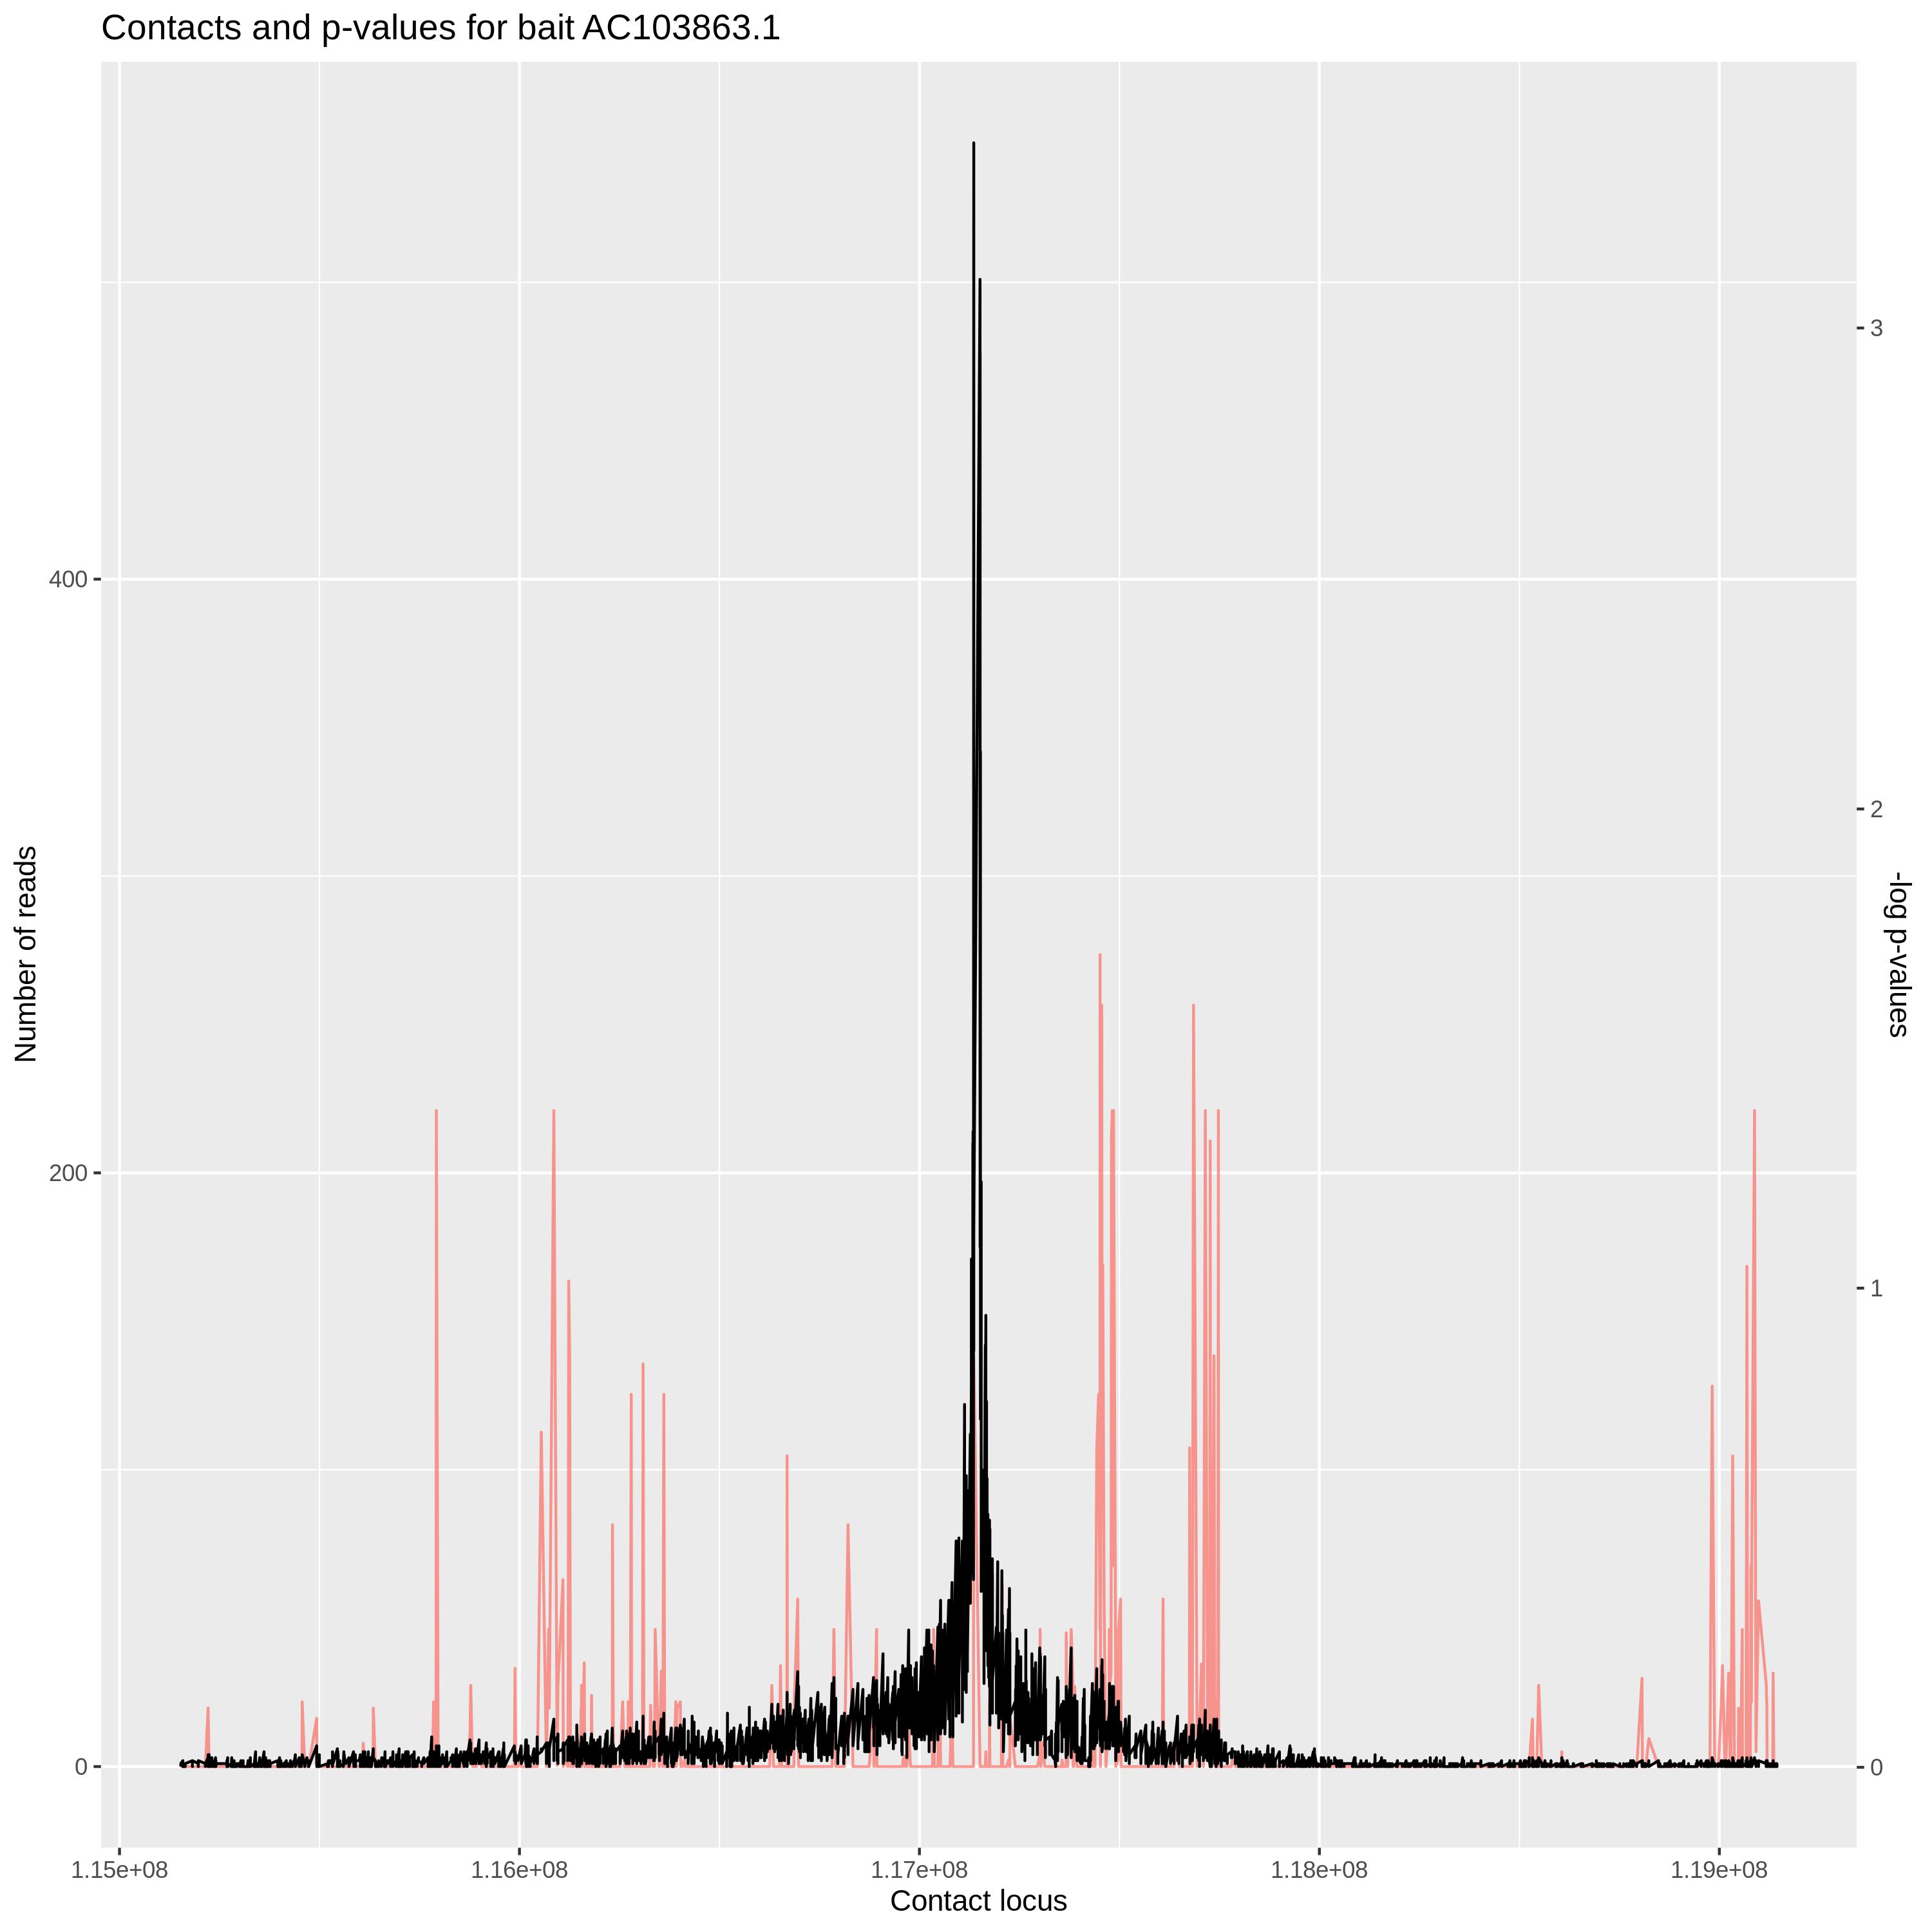 Contacts and p-values for bait AC103863.1
Number of reads
400
200
0
3
2
1
0
-log p-values
1.15e+08
1.16e+08
1.17e+08
1.18e+08
1.19e+08
Contact locus